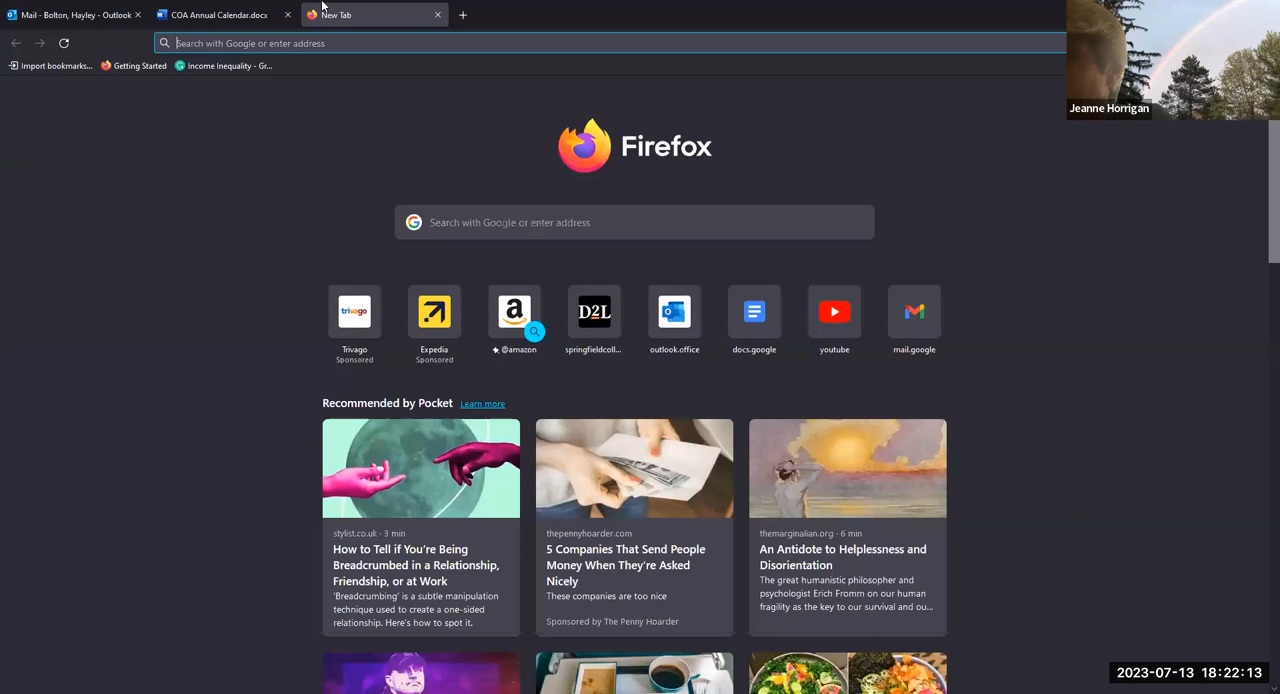 Mail - Bolton, Hayley - Outlook
COA Annual Calendar.docx
New Tab
Search with Google or enter address
Import bookmarks...
Getting Started
Income Inequality - Gr...
Jeanne Horrigan
Firefox
Search with Google or enter address
trivago
a
D2L
Trivago
Sponsored
Expedia
Sponsored
@amazon
springfieldcoll...
outlook.office
docs.google
youtube
mail.google
Recommended by Pocket
Learn more
stylist.co.uk · 3 min
How to Tell if You're Being
Breadcrumbed in a Relationship,
Friendship, or at Work
'Breadcrumbing' is a subtle manipulation
technique used to create a one-sided
relationship. Here's how to spot it.
thepennyhoarder.com
5 Companies That Send People
Money When They're Asked
Nicely
These companies are too nice
Sponsored by The Penny Hoarder
themarginalian.org · 6 min
An Antidote to Helplessness and
Disorientation
The great humanistic philosopher and
psychologist Erich Fromm on our human
fragility as the key to our survival and ou...
2023-07-13 18:22:13